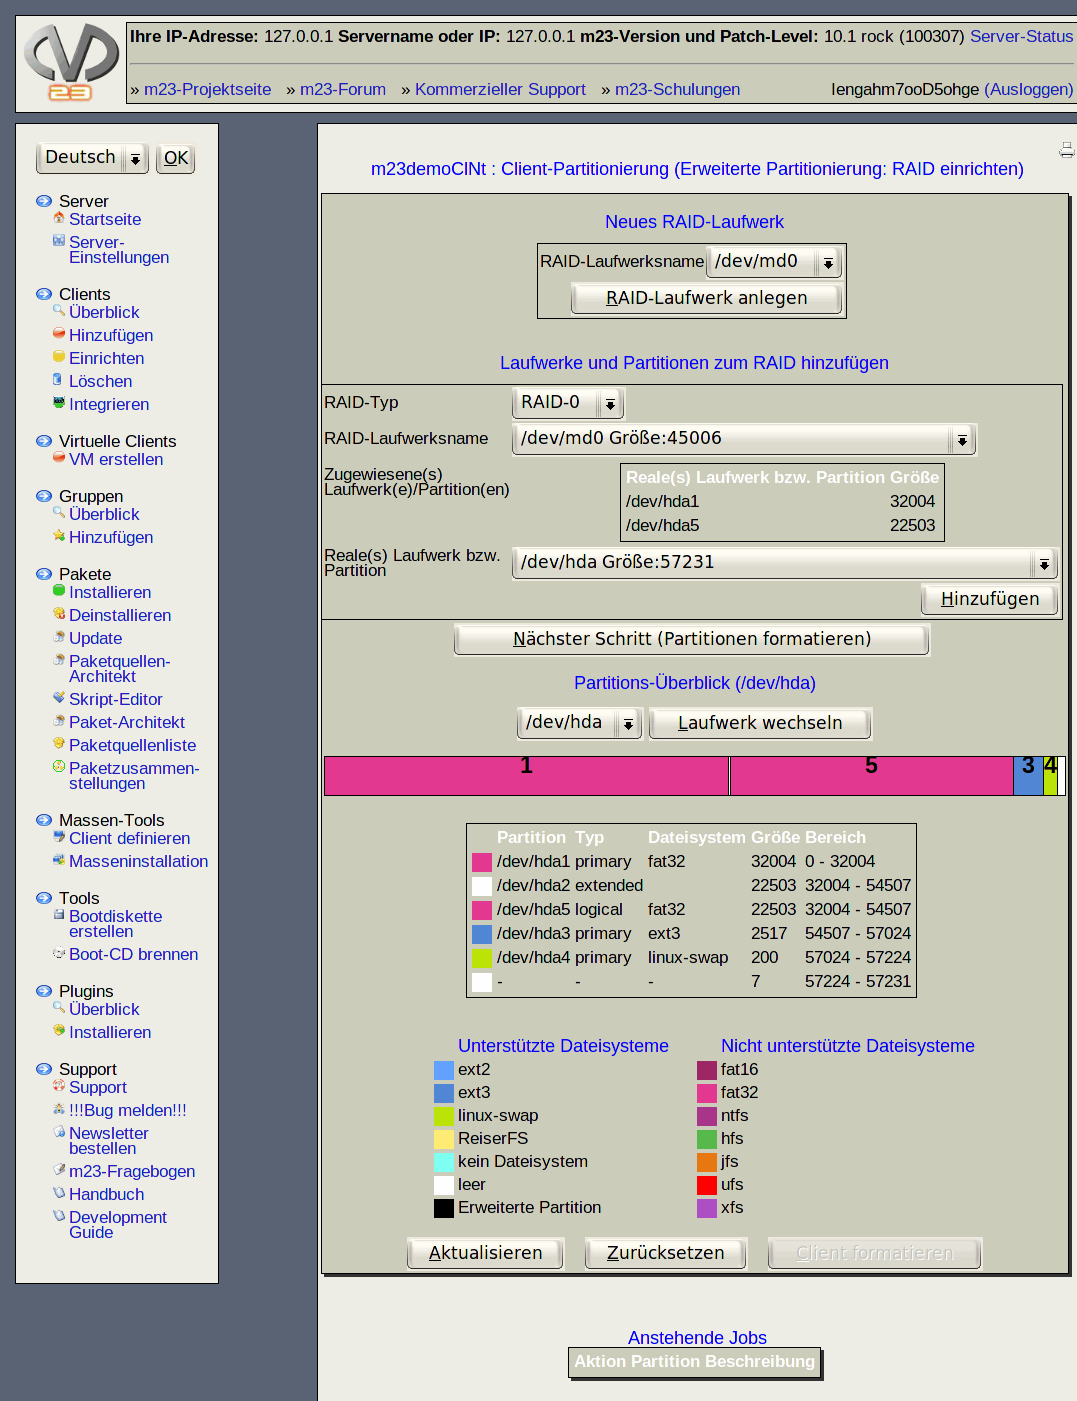 Ihre IP-Adresse: 127.0.0.1 Servername oder IP: 127.0.0.1 m23-Version und Patch-Level: 10.1 rock (100307) Server-Status
» m23-Projektseite » m23-Forum » Kommerzieller Support » m23-Schulungen Iengahm7ooD5ohge (Ausloggen)
23
Deutsch OK
Server
Startseite
Server-
Einstellungen
Clients
Überblick
Hinzufügen
Einrichten
Löschen
Integrieren
Virtuelle Clients
VM erstellen
Gruppen
Überblick
Hinzufügen
Pakete
Installieren
Deinstallieren
Update
Paketquellen-
Architekt
Skript-Editor
Paket-Architekt
Paketquellenliste
Paketzusammen-
stellungen
Massen-Tools
Client definieren
Masseninstallation
Tools
Bootdiskette
erstellen
Boot-CD brennen
Plugins
Überblick
Installieren
Support
Support
!!!Bug melden!!!
Newsletter
bestellen
m23-Fragebogen
Handbuch
Development
Guide
m23demoClNt : Client-Partitionierung (Erweiterte Partitionierung: RAID einrichten)
Neues RAID-Laufwerk
RAID-Laufwerksname /dev/md0
RAID-Laufwerk anlegen
Laufwerke und Partitionen zum RAID hinzufügen
RAID-Typ RAID-0
RAID-Laufwerksname /dev/md0 Größe:45006
Zugewiesene(s)
Laufwerk(e)/Partition(en)
Reale(s) Laufwerk bzw. Partition Größe
/dev/hda1 32004
/dev/hda5 22503
Reale(s) Laufwerk bzw.
Partition
/dev/hda Größe:57231
Hinzufügen
Nächster Schritt (Partitionen formatieren)
Partitions-Überblick (/dev/hda)
/dev/hda Laufwerk wechseln
1 5 3 4
Partition Typ Dateisystem Größe Bereich
/dev/hda1 primary fat32 32004 0 - 32004
/dev/hda2 extended 22503 32004 - 54507
/dev/hda5 logical fat32 22503 32004 - 54507
/dev/hda3 primary ext3 2517 54507 - 57024
/dev/hda4 primary linux-swap 200 57024 - 57224
- - - 7 57224 - 57231
Unterstützte Dateisysteme Nicht unterstützte Dateisysteme
ext2 fat16
ext3 fat32
linux-swap ntfs
ReiserFS hfs
kein Dateisystem jfs
leer ufs
Erweiterte Partition xfs
Aktualisieren Zurücksetzen Client formatieren
Anstehende Jobs
Aktion Partition Beschreibung